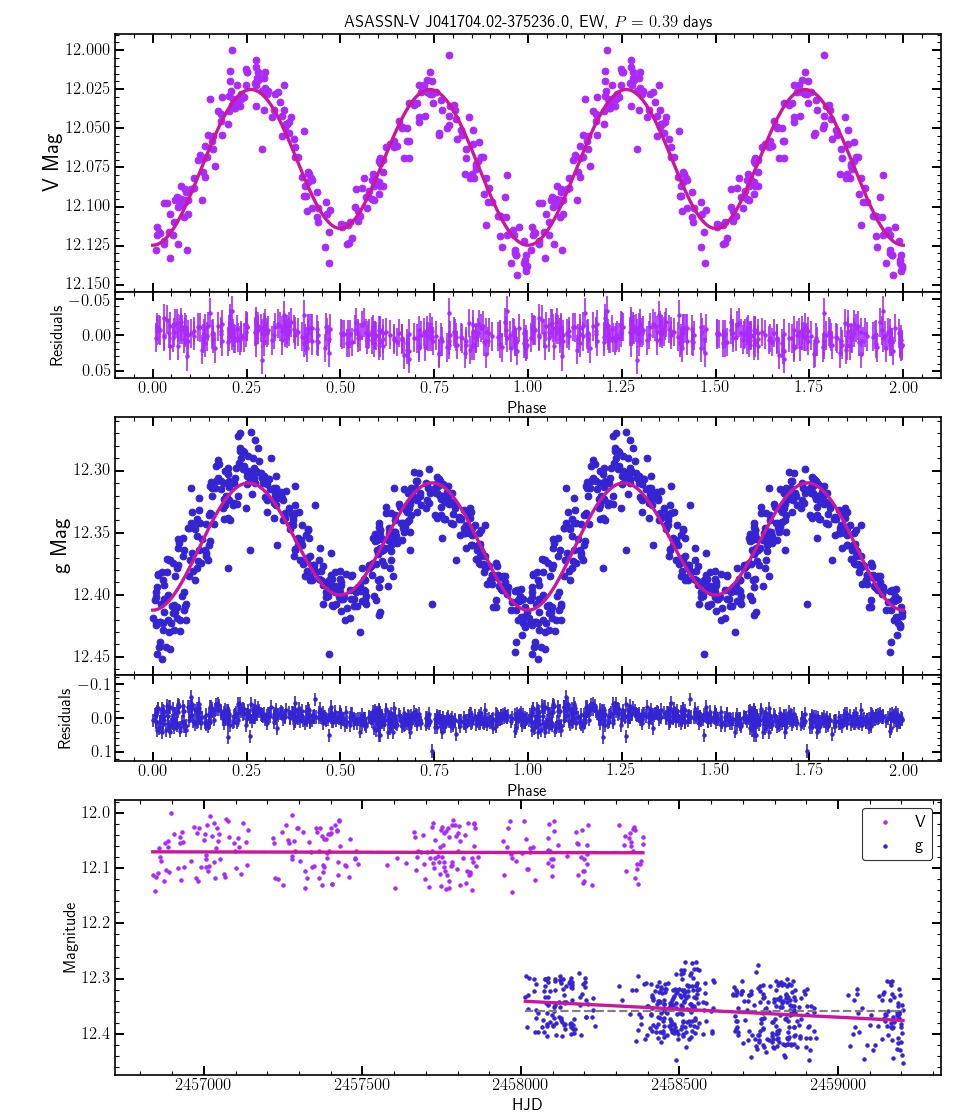 ASASSN-V J041704.02-375236.0, EW, P = 0.39 days
12.000
12.025
12.050
12.075
12.100
12.125
12.150
V Mag
−0.05
0.00
0.05
Residuals
0.00 0.25 0.50 0.75 1.00 1.25 1.50 1.75 2.00
Phase
12.30
12.35
12.40
12.45
g Mag
−0.1
0.0
0.1
Residuals
0.00 0.25 0.50 0.75 1.00 1.25 1.50 1.75 2.00
Phase
12.0
12.1
12.2
12.3
12.4
Magnitude
V
g
2457000 2457500 2458000 2458500 2459000
HJD